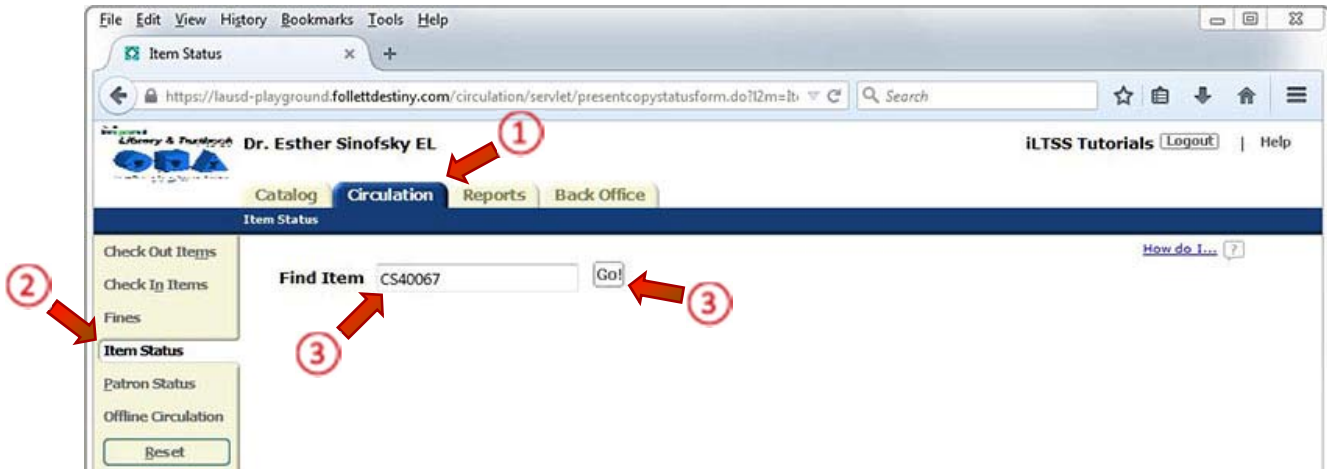 File Edit View History Bookmarks Tools Help
Item Status × +
https://lausd-playground.follettdestiny.com/circulation/servlet/presentcopystatusform.do?l2m=Ite Search
Library & Textbook Dr. Esther Sinofsky EL ① iLTSS Tutorials Logout | Help
Catalog Circulation Reports Back Office
Item Status
Check Out Items How do I... ?
② Check In Items Find Item CS40067 Go! ③
Fines
③
Item Status
Patron Status
Offline Circulation
Reset